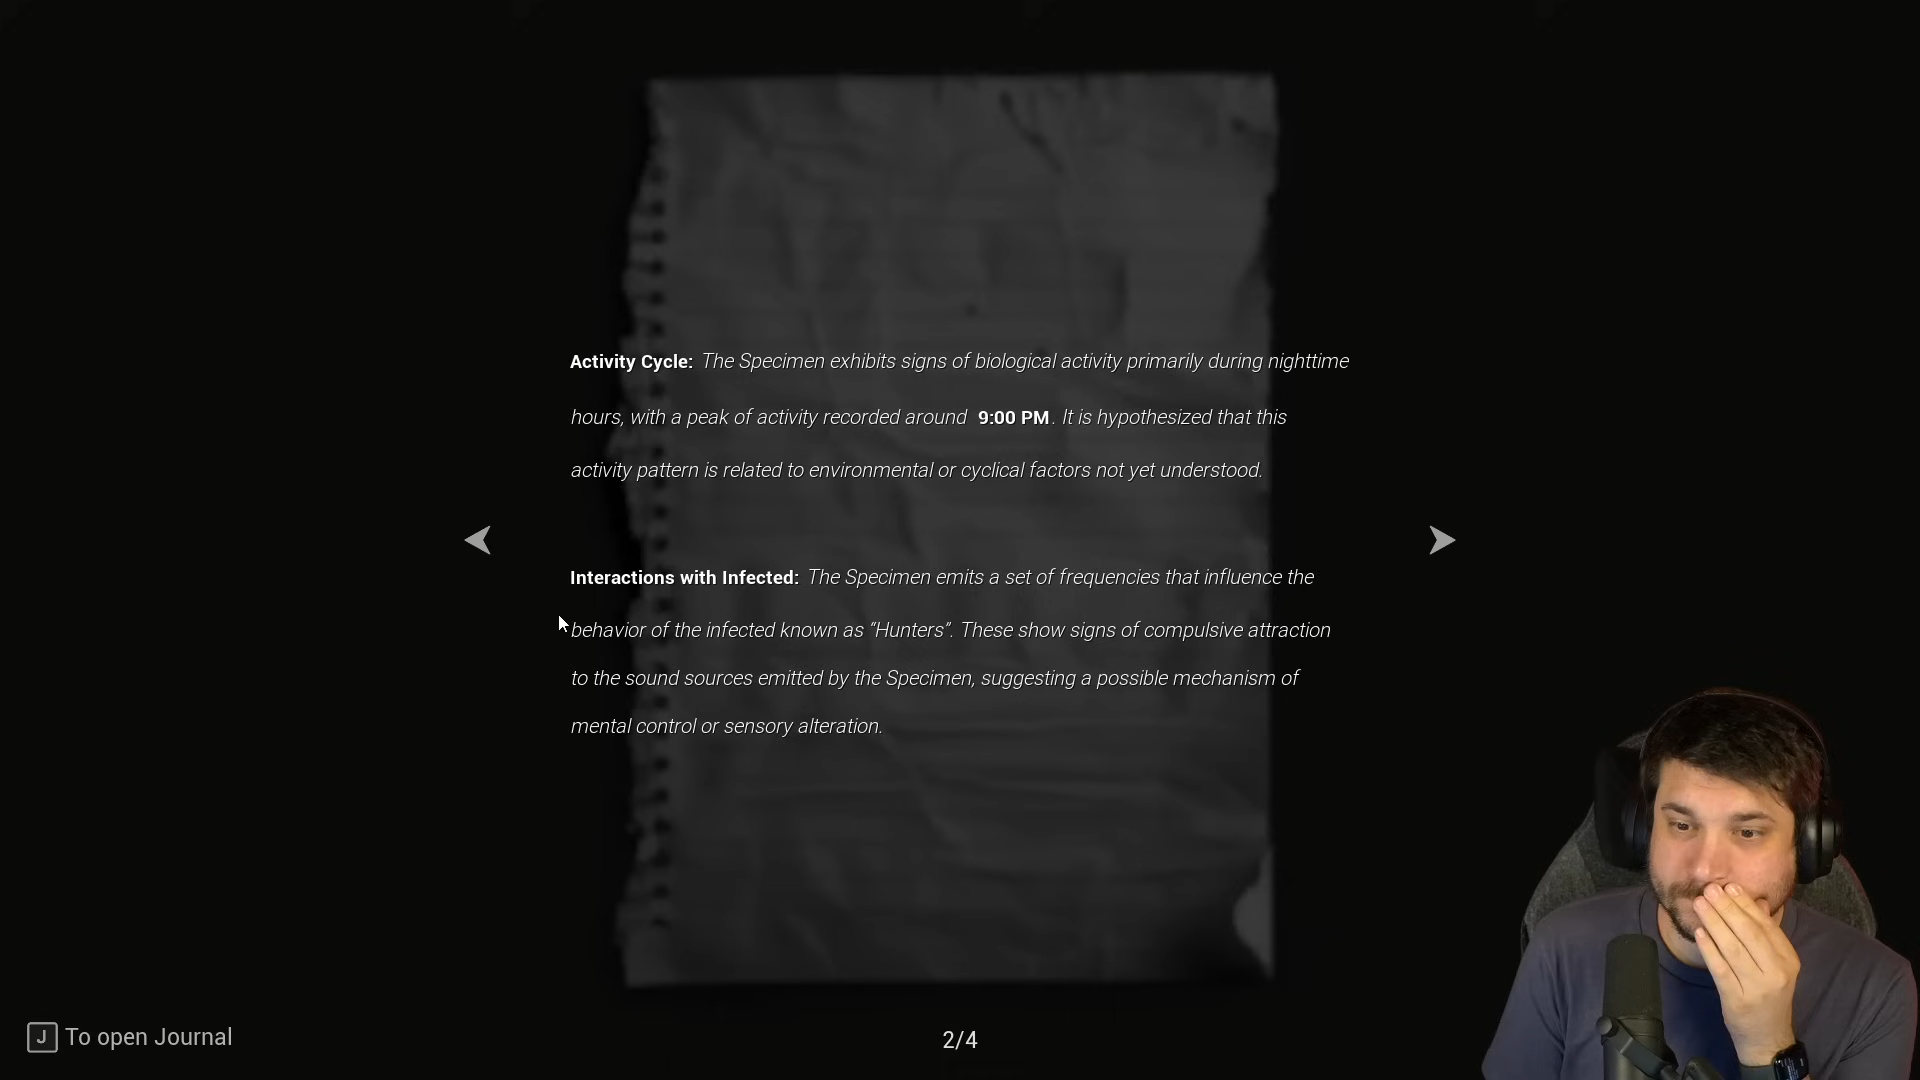 Activity Cycle: The Specimen exhibits signs of biological activity primarily during nighttime
hours, with a peak of activity recorded around 9:00 PM. It is hypothesized that this
activity pattern is related to environmental or cyclical factors not yet understood.
Interactions with Infected: The Specimen emits a set of frequencies that influence the
behavior of the infected known as “Hunters”. These show signs of compulsive attraction
to the sound sources emitted by the Specimen, suggesting a possible mechanism of
mental control or sensory alteration.
J To open Journal
2/4